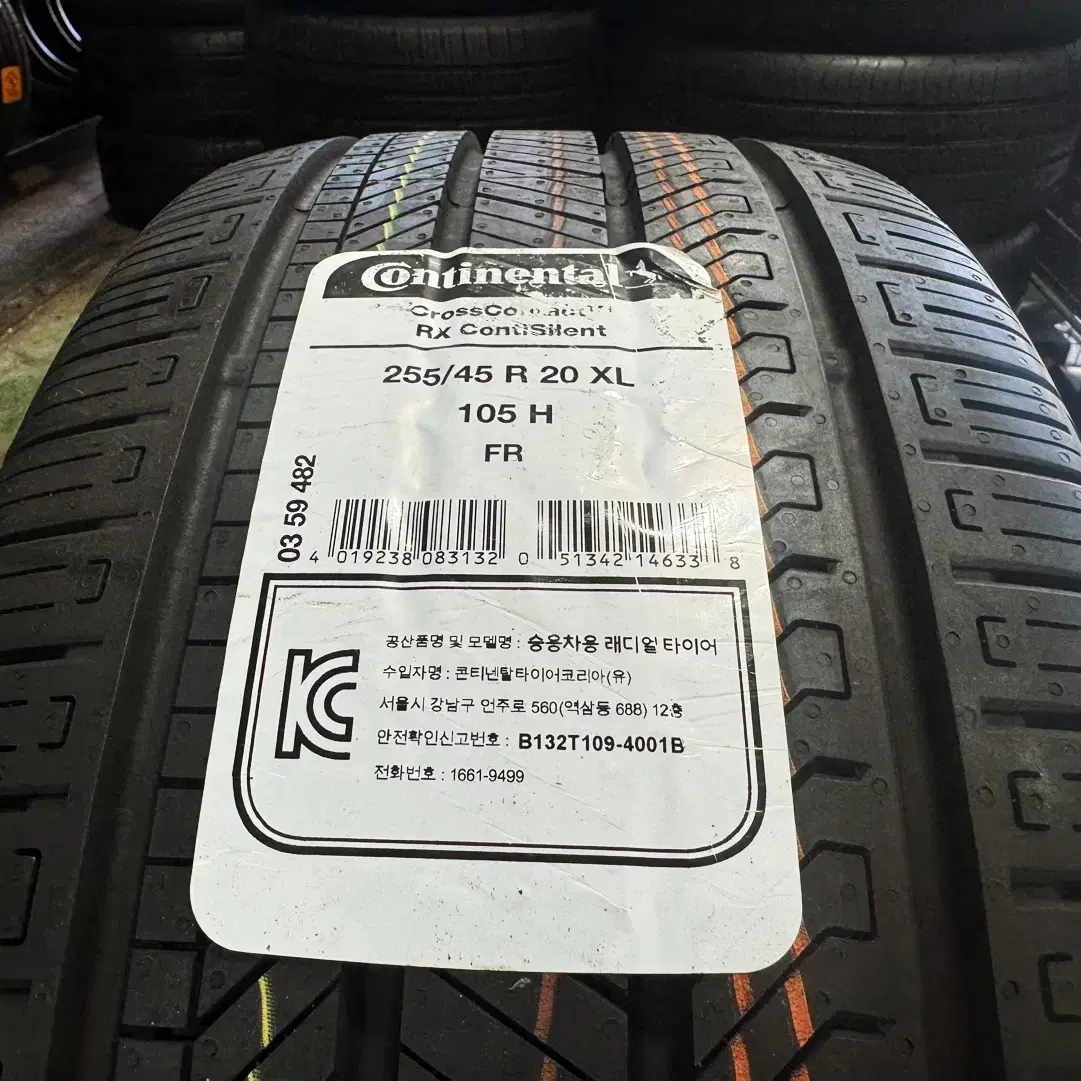 Continental
CrossContact™
Rx ContiSilent
255/45 R 20 XL
105 H
FR
03 59 482
4 019238 083132
0 51342 14633 8
공산품명 및 모델명 : 승용차용 래디얼 타이어
수입자명 : 콘티넨탈타이어코리아(유)
서울시 강남구 언주로 560(역삼동 688) 12층
안전확인신고번호 : B132T109-4001B
전화번호 : 1661-9499